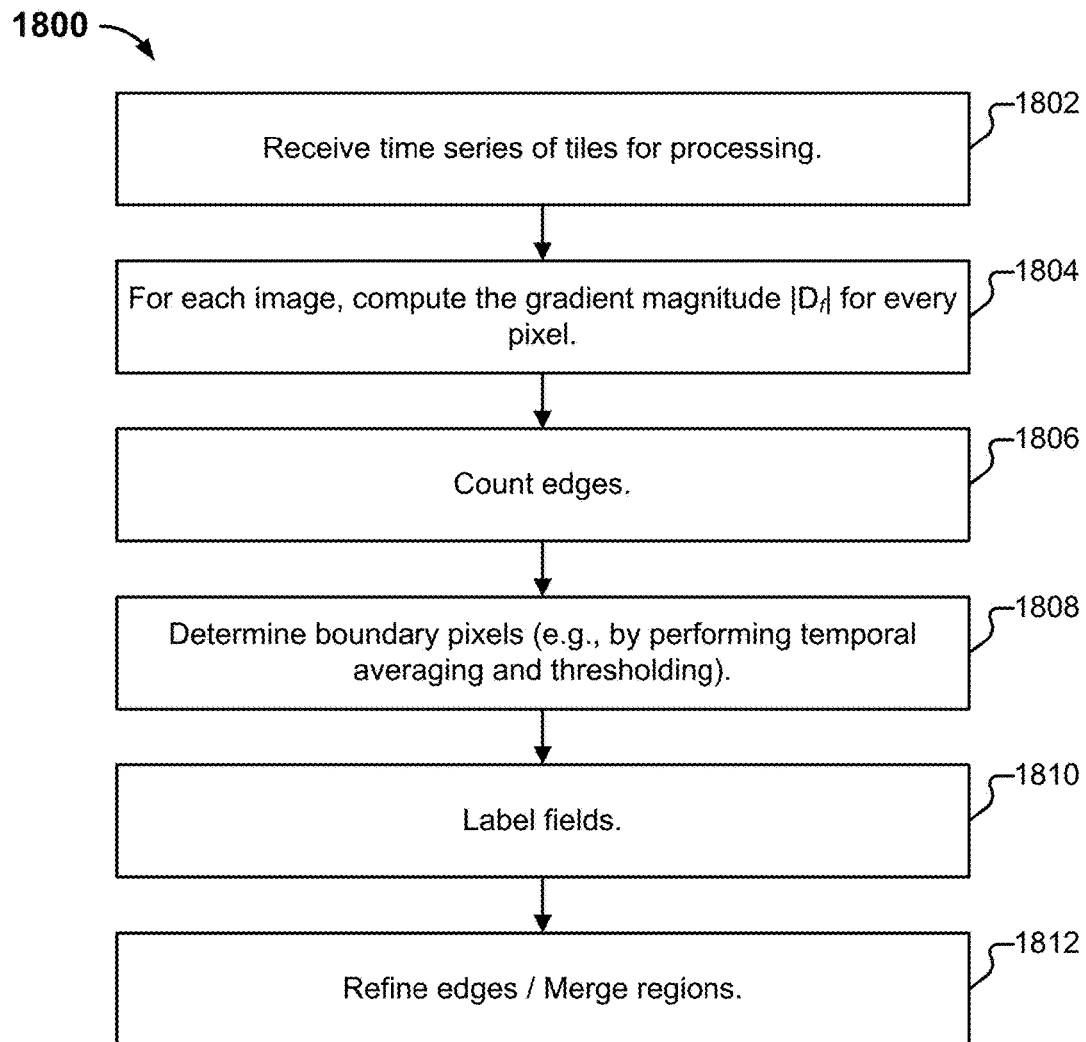 1800
1802
Receive time series of tiles for processing.
1804
For each image, compute the gradient magnitude |Df| for every
pixel.
1806
Count edges.
1808
Determine boundary pixels (e.g., by performing temporal
averaging and thresholding).
1810
Label fields.
1812
Refine edges / Merge regions.